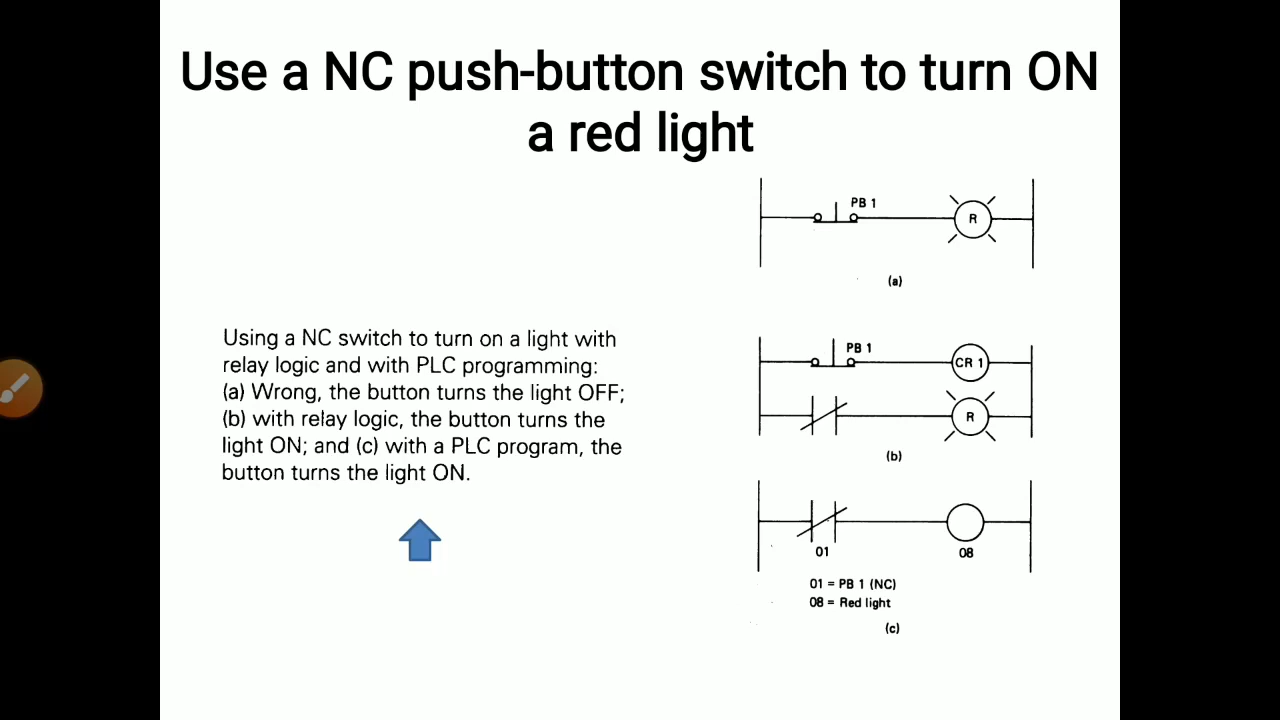 Use a NC push-button switch to turn ON
a red light
PB 1
R
(a)
Using a NC switch to turn on a light with
relay logic and with PLC programming:
(a) Wrong, the button turns the light OFF;
(b) with relay logic, the button turns the
light ON; and (c) with a PLC program, the
button turns the light ON.
PB 1
CR 1
R
(b)
01
08
01 = PB 1 (NC)
08 = Red light
(c)